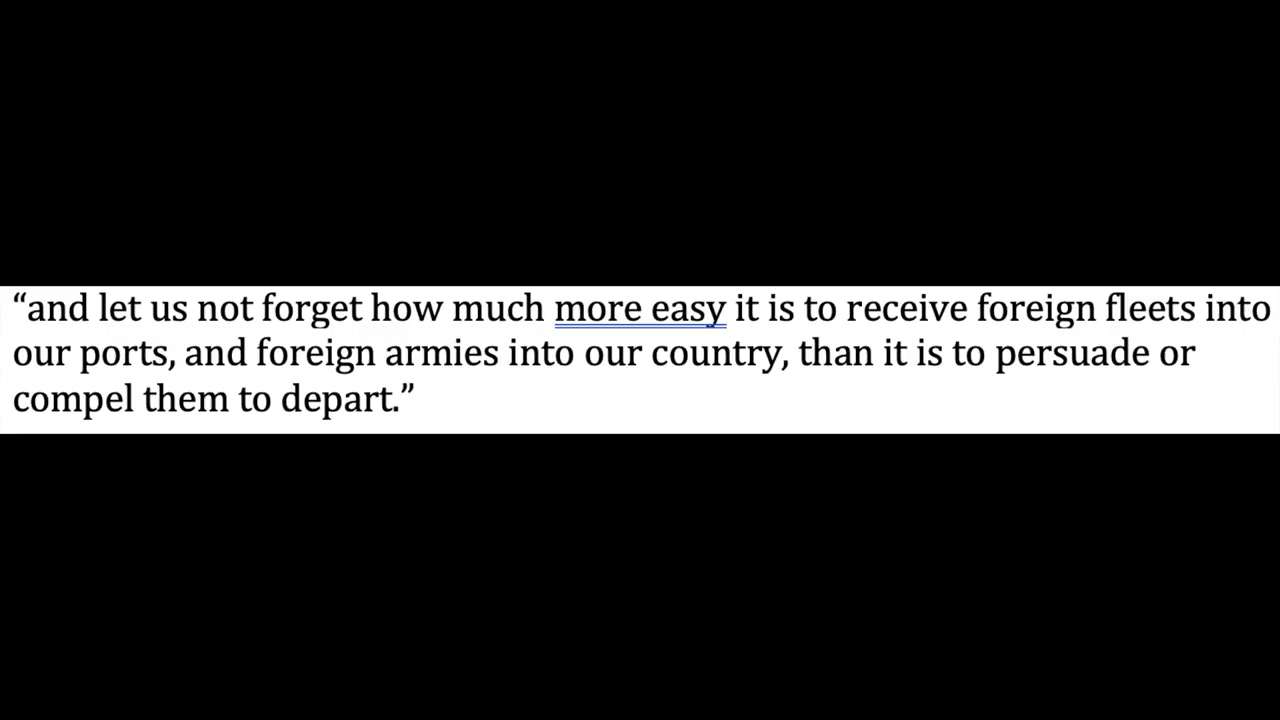 “and let us not forget how much more easy it is to receive foreign fleets into
our ports, and foreign armies into our country, than it is to persuade or
compel them to depart.”